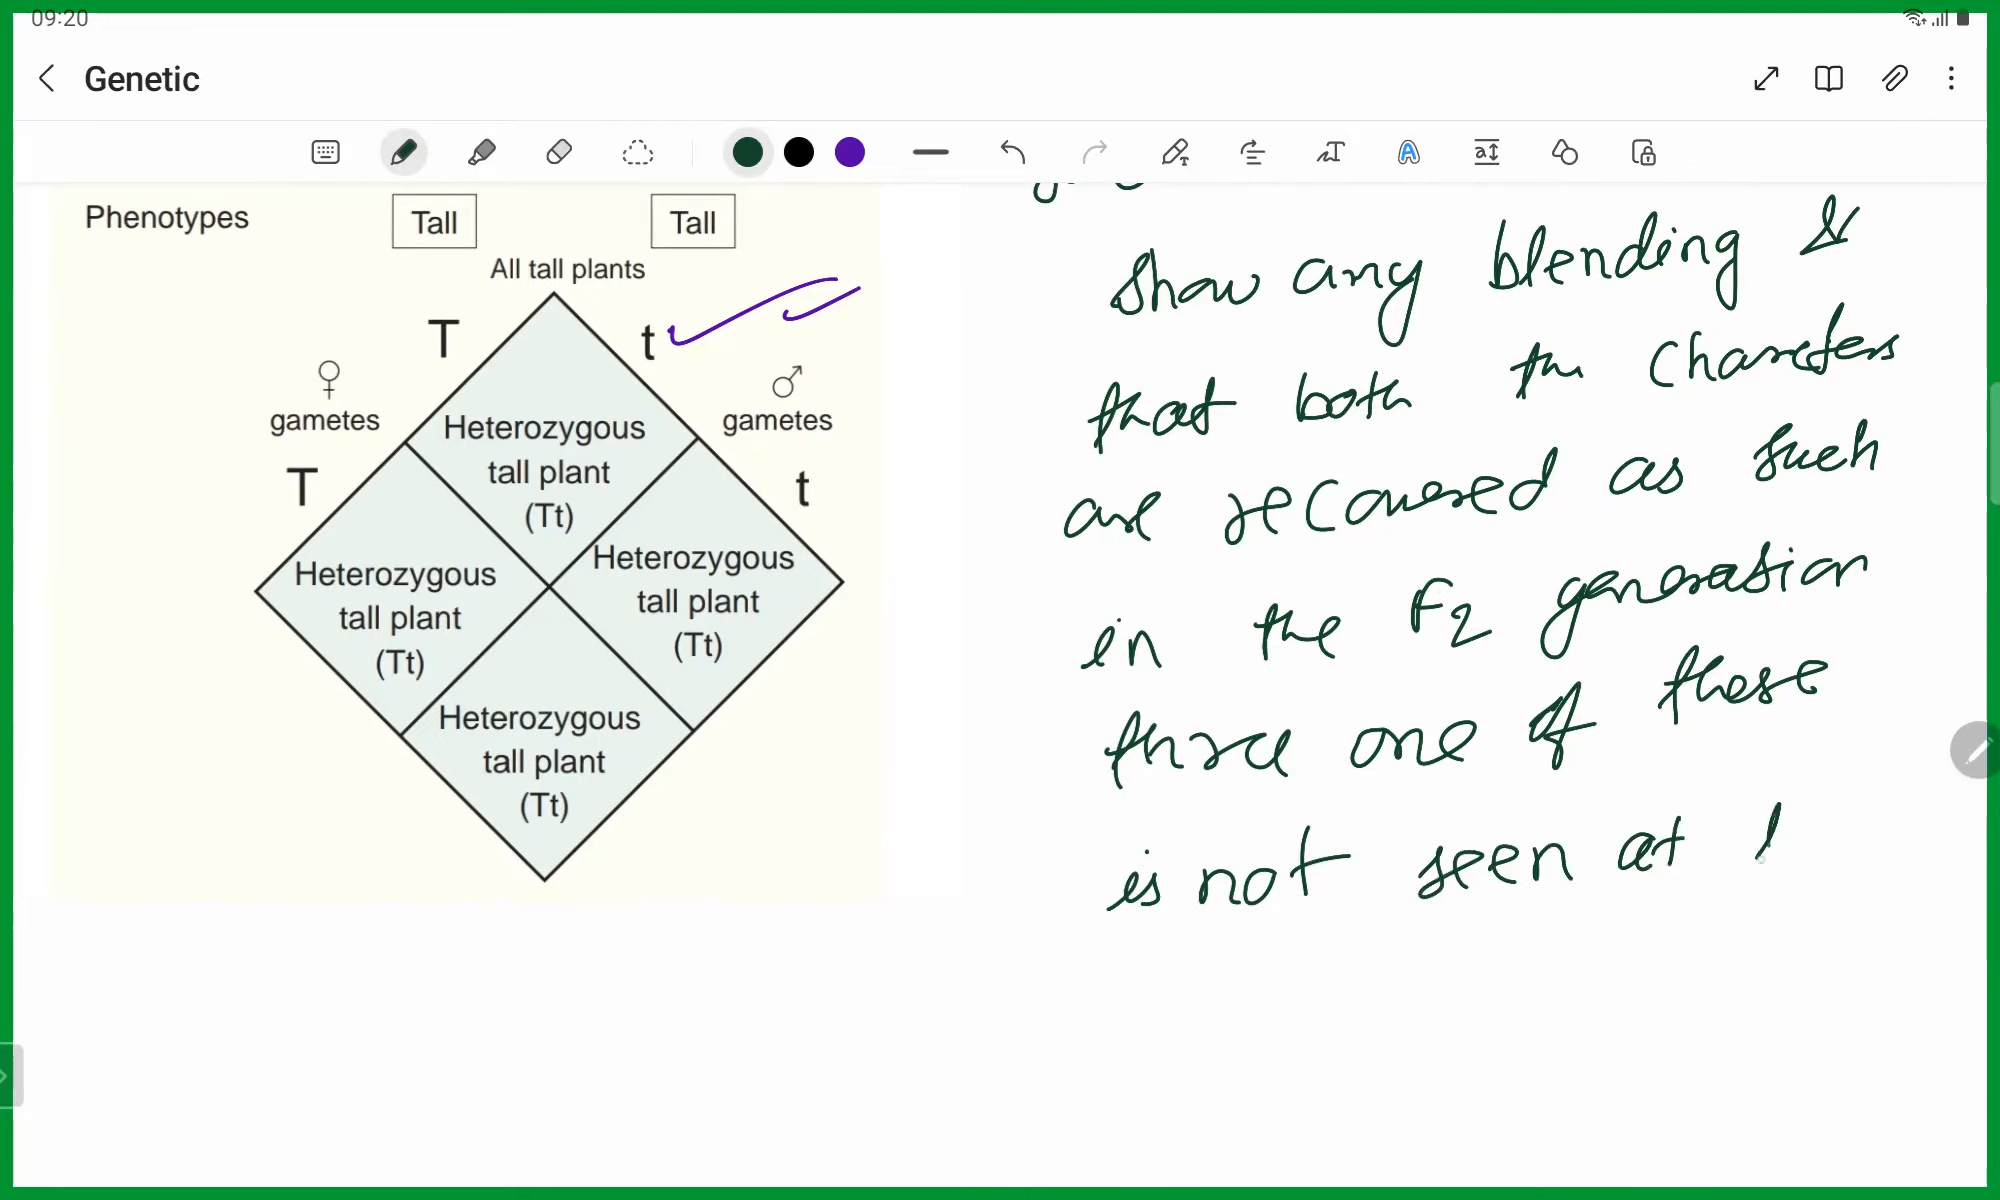 09:20
Genetic
Phenotypes
Tall
Tall
All tall plants
T
t
♀
gametes
♂
gametes
T
t
Heterozygous
tall plant
(Tt)
Heterozygous
tall plant
(Tt)
Heterozygous
tall plant
(Tt)
Heterozygous
tall plant
(Tt)
show any blending &
that both the characters
are recovered as such
in the F2 generation
one of these
is not seen at